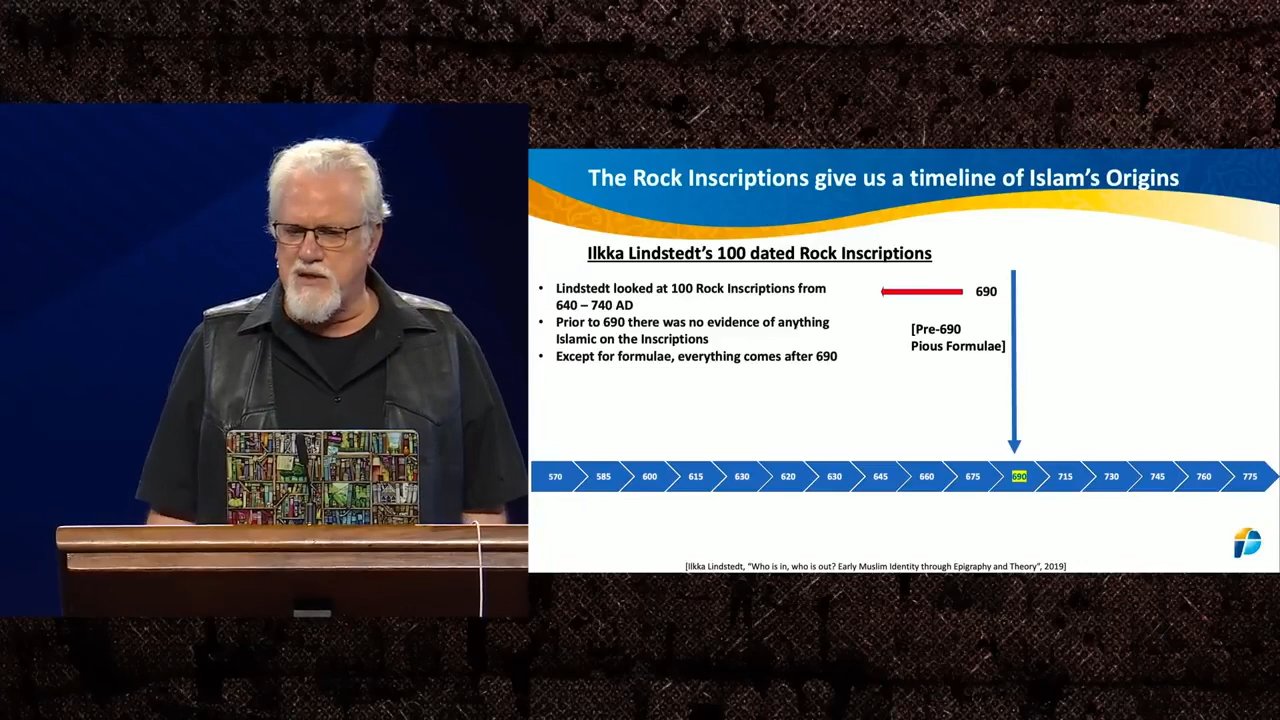 The Rock Inscriptions give us a timeline of Islam's Origins
Ilkka Lindstedt's 100 dated Rock Inscriptions
• Lindstedt looked at 100 Rock Inscriptions from
640 – 740 AD
• Prior to 690 there was no evidence of anything
Islamic on the Inscriptions
• Except for formulae, everything comes after 690
690
[Pre-690
Pious Formulae]
570 585 600 615 630 620 630 645 660 675 690 715 730 745 760 775
[Ilkka Lindstedt, "Who is in, who is out? Early Muslim Identity through Epigraphy and Theory", 2019]